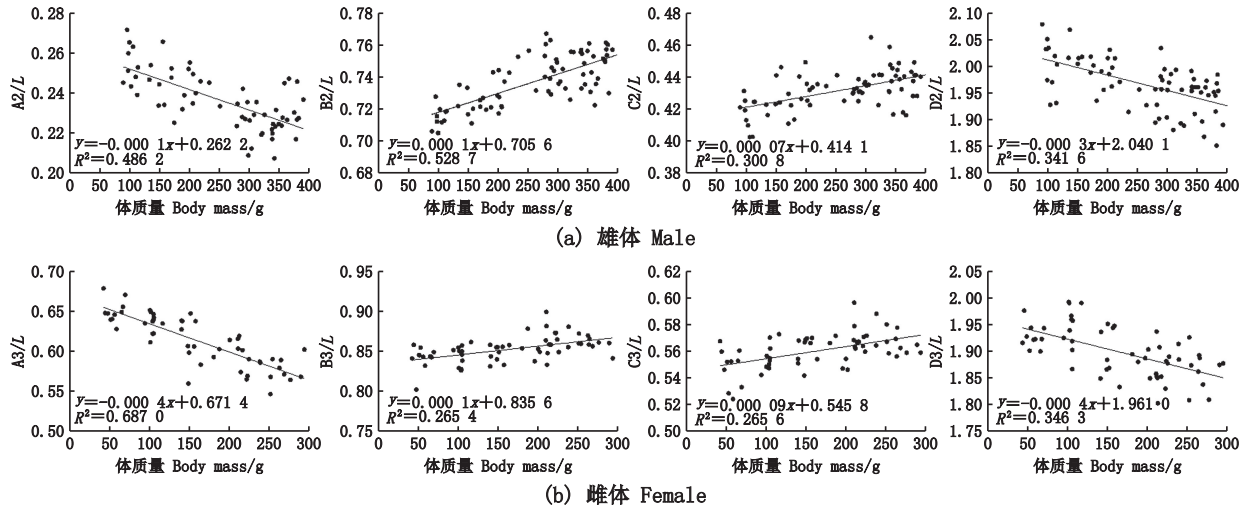 A2/L
0.28
0.26
0.24
0.22
0.20
y=-0.000 1x+0.262 2
R²=0.486 2
0 50 100 150 200 250 300 350 400
体质量 Body mass/g
B2/L
0.78
0.76
0.74
0.72
0.70
0.68
y=0.000 1x+0.705 6
R²=0.528 7
0 50 100 150 200 250 300 350 400
体质量 Body mass/g
C2/L
0.48
0.46
0.44
0.42
0.40
0.38
y=0.000 07x+0.414 1
R²=0.300 8
0 50 100 150 200 250 300 350 400
体质量 Body mass/g
D2/L
2.10
2.05
2.00
1.95
1.90
1.85
1.80
y=-0.000 3x+2.040 1
R²=0.341 6
0 50 100 150 200 250 300 350 400
体质量 Body mass/g
(a) 雄体 Male
A3/L
0.70
0.65
0.60
0.55
0.50
y=-0.000 4x+0.671 4
R²=0.687 0
0 50 100 150 200 250 300
体质量 Body mass/g
B3/L
0.95
0.90
0.85
0.80
0.75
y=0.000 1x+0.835 6
R²=0.265 4
0 50 100 150 200 250 300
体质量 Body mass/g
C3/L
0.62
0.60
0.58
0.56
0.54
0.52
0.50
y=0.000 09x+0.545 8
R²=0.265 6
0 50 100 150 200 250 300
体质量 Body mass/g
D3/L
2.05
2.00
1.95
1.90
1.85
1.80
1.75
y=-0.000 4x+1.961 0
R²=0.346 3
0 50 100 150 200 250 300
体质量 Body mass/g
(b) 雌体 Female